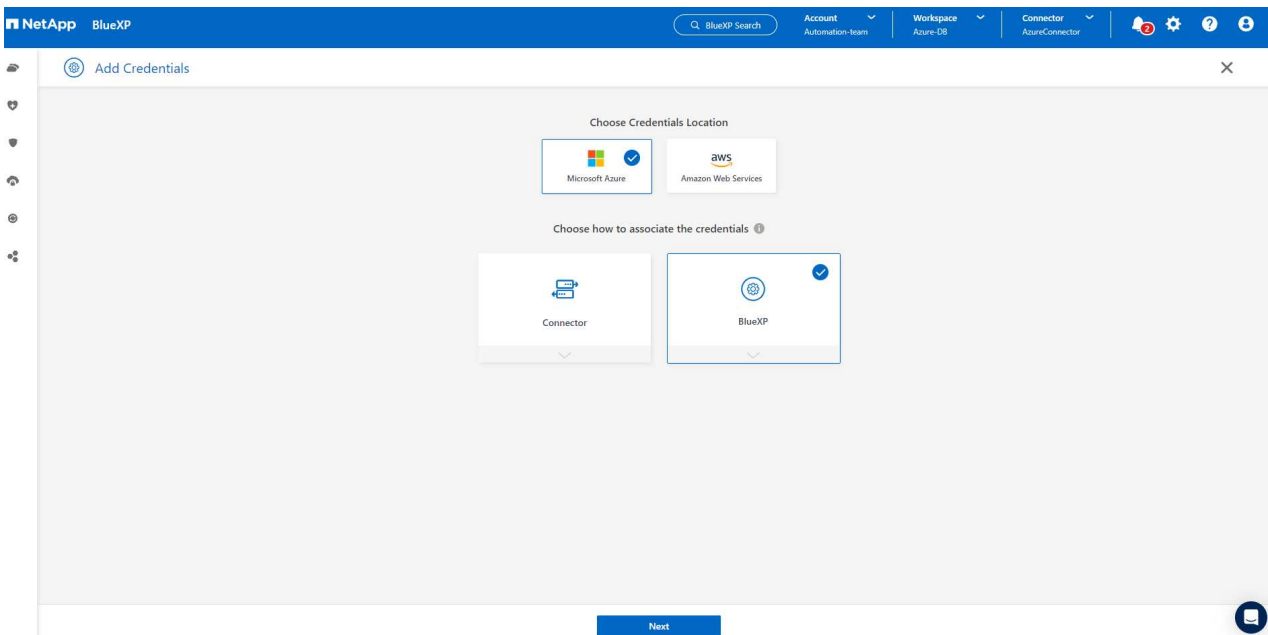 NetApp BlueXP
BlueXP Search
Account
Automation-team
Workspace
Azure-DB
Connector
AzureConnector
2
?
Add Credentials
Choose Credentials Location
Microsoft Azure
aws
Amazon Web Services
Choose how to associate the credentials i
Connector
BlueXP
Next